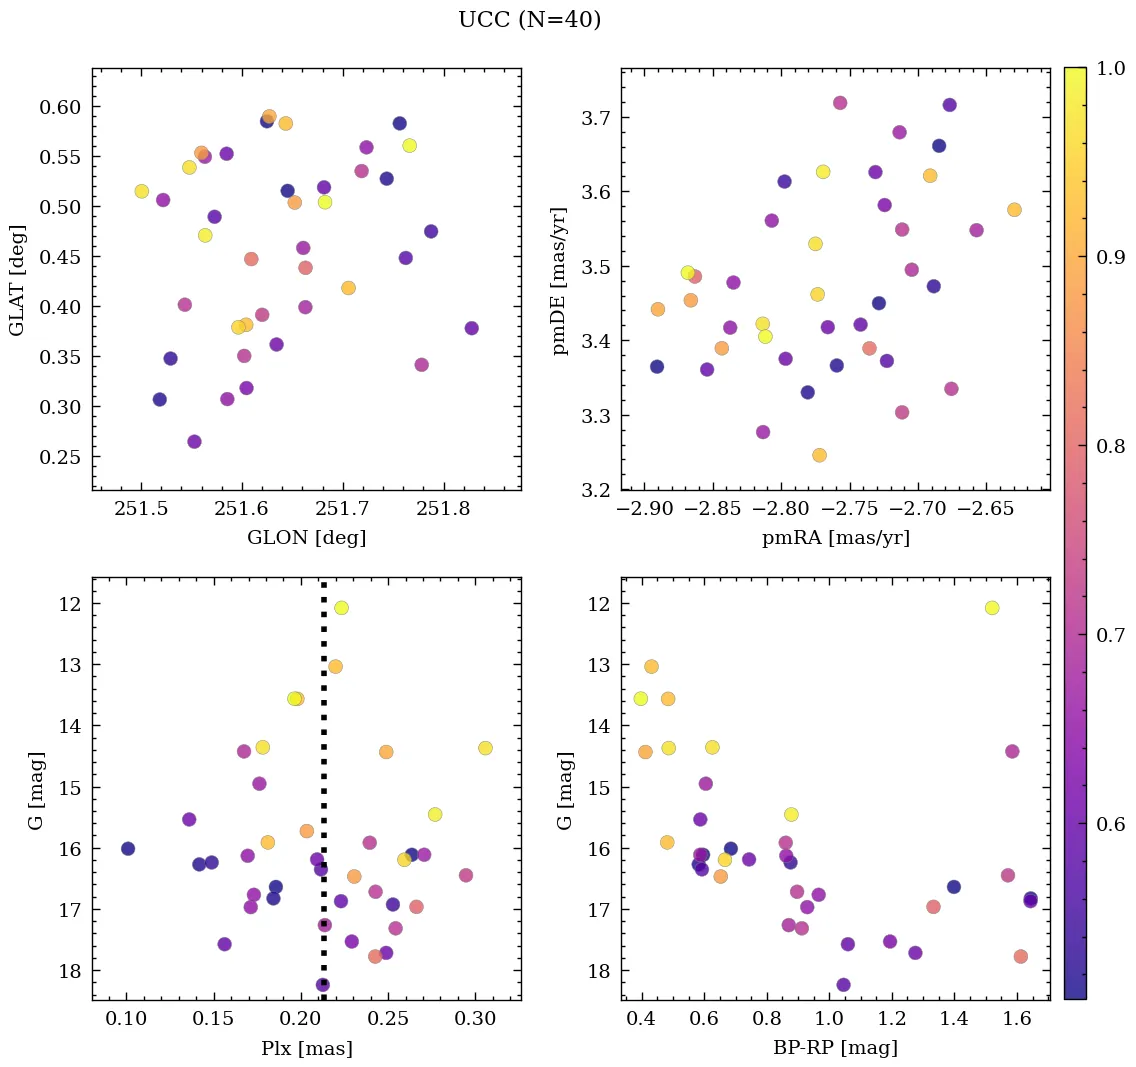 UCC (N=40)
0.60
0.55
0.50
0.45
0.40
0.35
0.30
0.25
GLAT [deg]
251.5 251.6 251.7 251.8
GLON [deg]
3.7
3.6
3.5
3.4
3.3
3.2
pmDE [mas/yr]
−2.90 −2.85 −2.80 −2.75 −2.70 −2.65
pmRA [mas/yr]
1.0
0.9
0.8
0.7
0.6
12
13
14
15
16
17
18
G [mag]
0.10 0.15 0.20 0.25 0.30
Plx [mas]
12
13
14
15
16
17
18
G [mag]
0.4 0.6 0.8 1.0 1.2 1.4 1.6
BP-RP [mag]